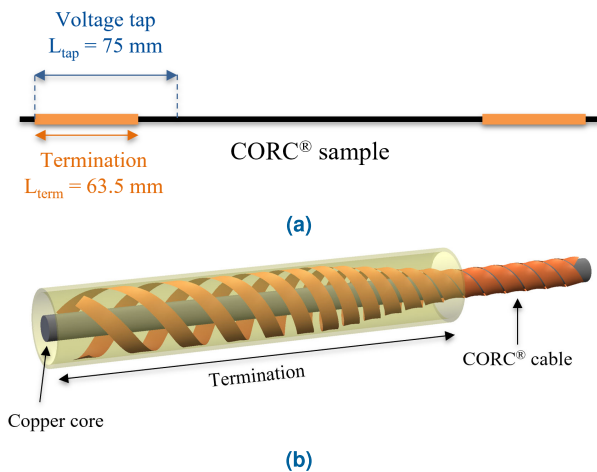 Voltage tap
L_tap = 75 mm
Termination
L_term = 63.5 mm
CORC® sample
(a)
CORC® cable
Termination
Copper core
(b)